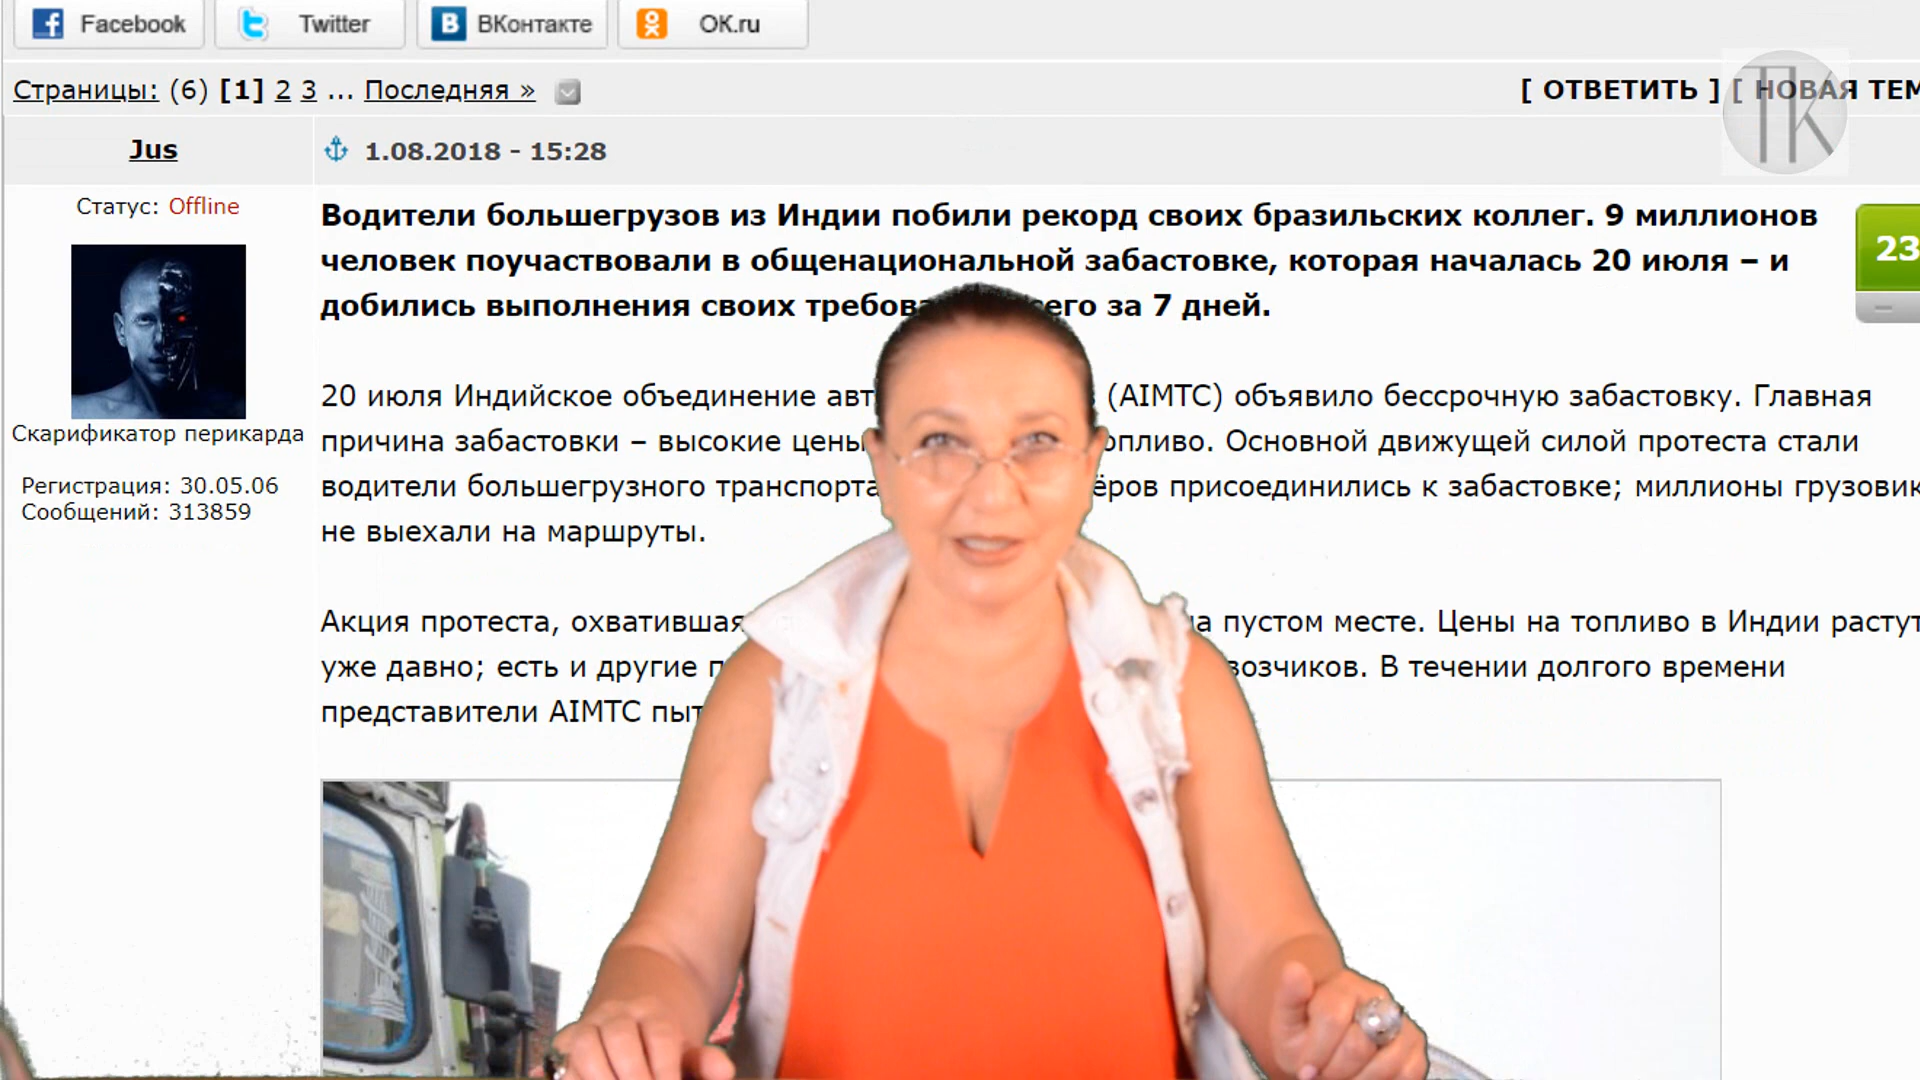 Facebook Twitter ВКонтакте OK.ru
Страницы: (6) [1] 2 3 ... Последняя »
[ ОТВЕТИТЬ ] [ НОВАЯ ТЕМ
TK
Jus
1.08.2018 - 15:28
Статус: Offline
Скарификатор перикарда
Регистрация: 30.05.06
Сообщений: 313859
Водители большегрузов из Индии побили рекорд своих бразильских коллег. 9 миллионов
человек поучаствовали в общенациональной забастовке, которая началась 20 июля – и
добились выполнения своих требова его за 7 дней.
23
20 июля Индийское объединение авт (AIMTC) объявило бессрочную забастовку. Главная
причина забастовки – высокие цены опливо. Основной движущей силой протеста стали
водители большегрузного транспорта ёров присоединились к забастовке; миллионы грузовик
не выехали на маршруты.
Акция протеста, охватившая на пустом месте. Цены на топливо в Индии растут
уже давно; есть и другие п возчиков. В течении долгого времени
представители AIMTC пыт